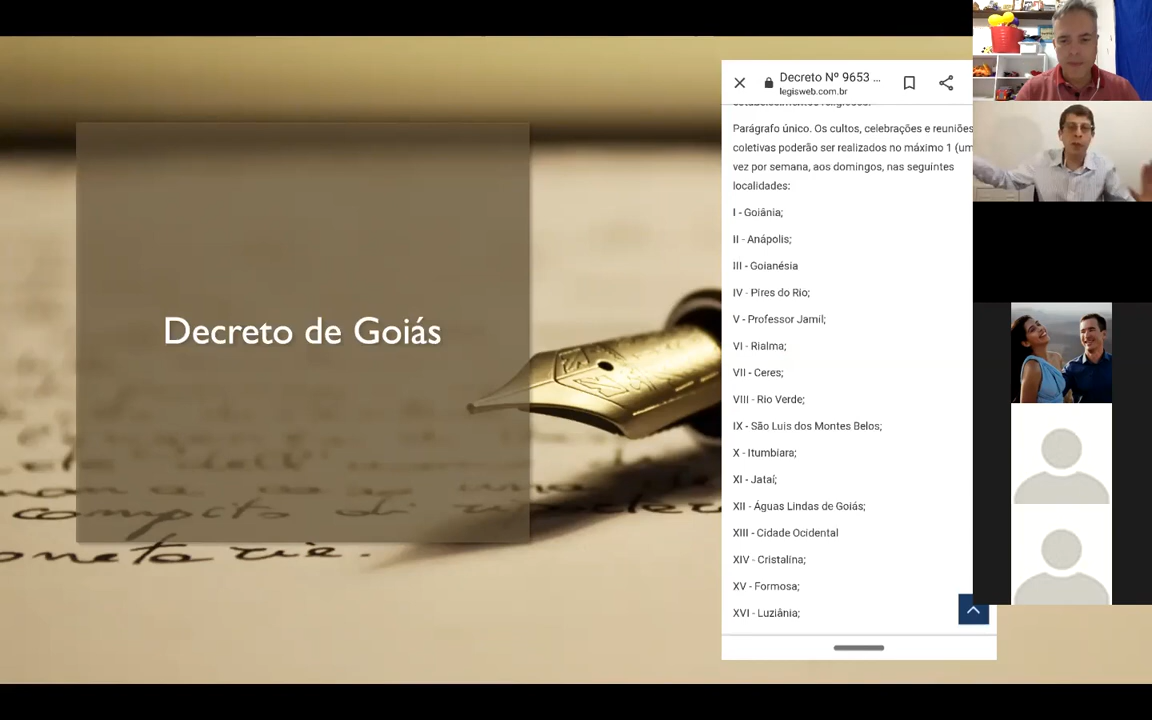 Decreto de Goiás
Decreto Nº 9653 ...
legisweb.com.br
Parágrafo único. Os cultos, celebrações e reuniões
coletivas poderão ser realizados no máximo 1 (um
vez por semana, aos domingos, nas seguintes
localidades:
I - Goiânia;
II - Anápolis;
III - Goianésia
IV - Pires do Rio;
V - Professor Jamil;
VI - Rialma;
VII - Ceres;
VIII - Rio Verde;
IX - São Luis dos Montes Belos;
X - Itumbiara;
XI - Jataí;
XII - Águas Lindas de Goiás;
XIII - Cidade Ocidental
XIV - Cristalina;
XV - Formosa;
XVI - Luziânia;